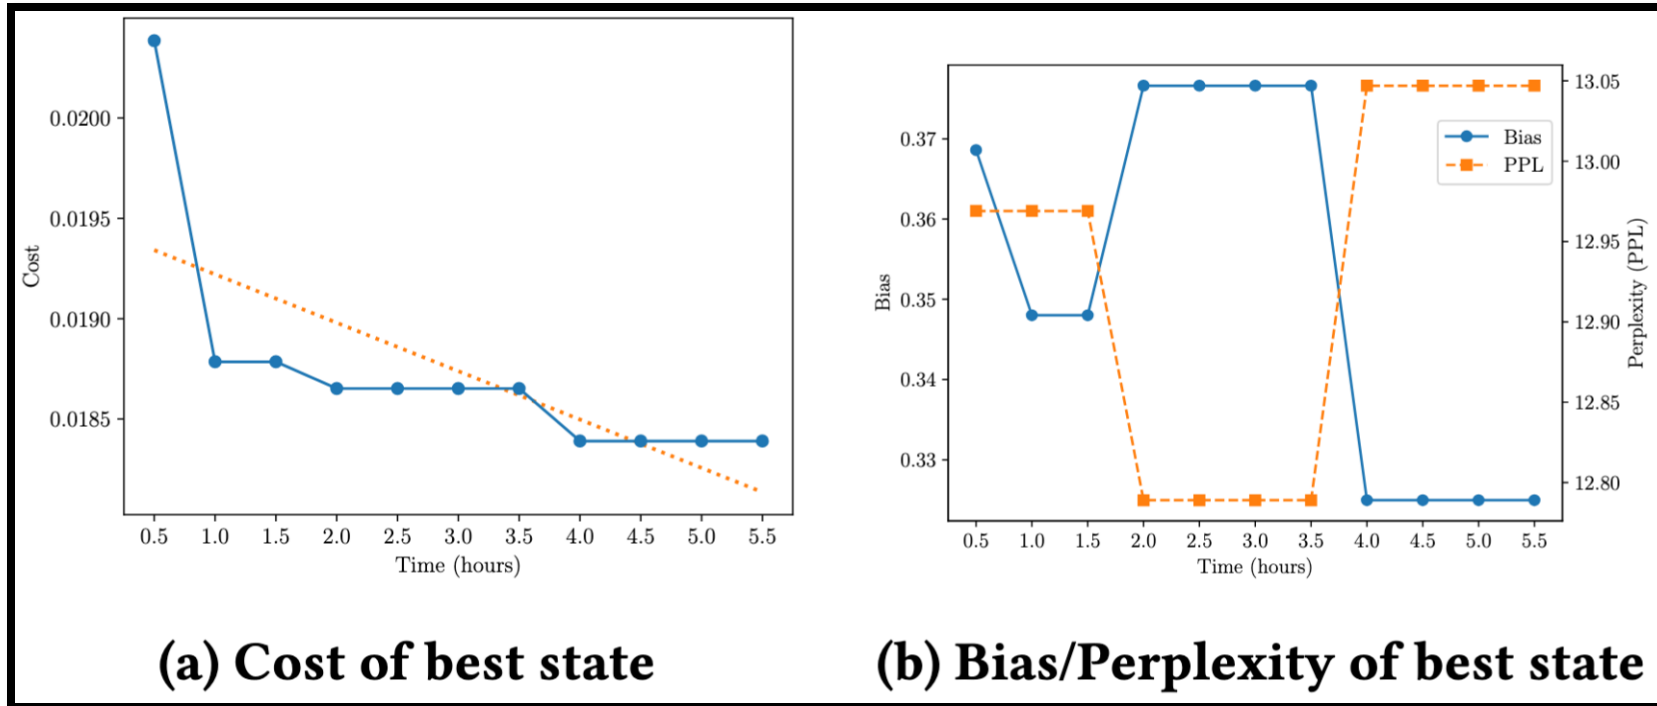 0.0200
0.0195
0.0190
0.0185
Cost
0.5 1.0 1.5 2.0 2.5 3.0 3.5 4.0 4.5 5.0 5.5
Time (hours)
(a) Cost of best state
0.37
0.36
0.35
0.34
0.33
Bias
Bias
PPL
13.05
13.00
12.95
12.90
12.85
12.80
Perplexity (PPL)
0.5 1.0 1.5 2.0 2.5 3.0 3.5 4.0 4.5 5.0 5.5
Time (hours)
(b) Bias/Perplexity of best state